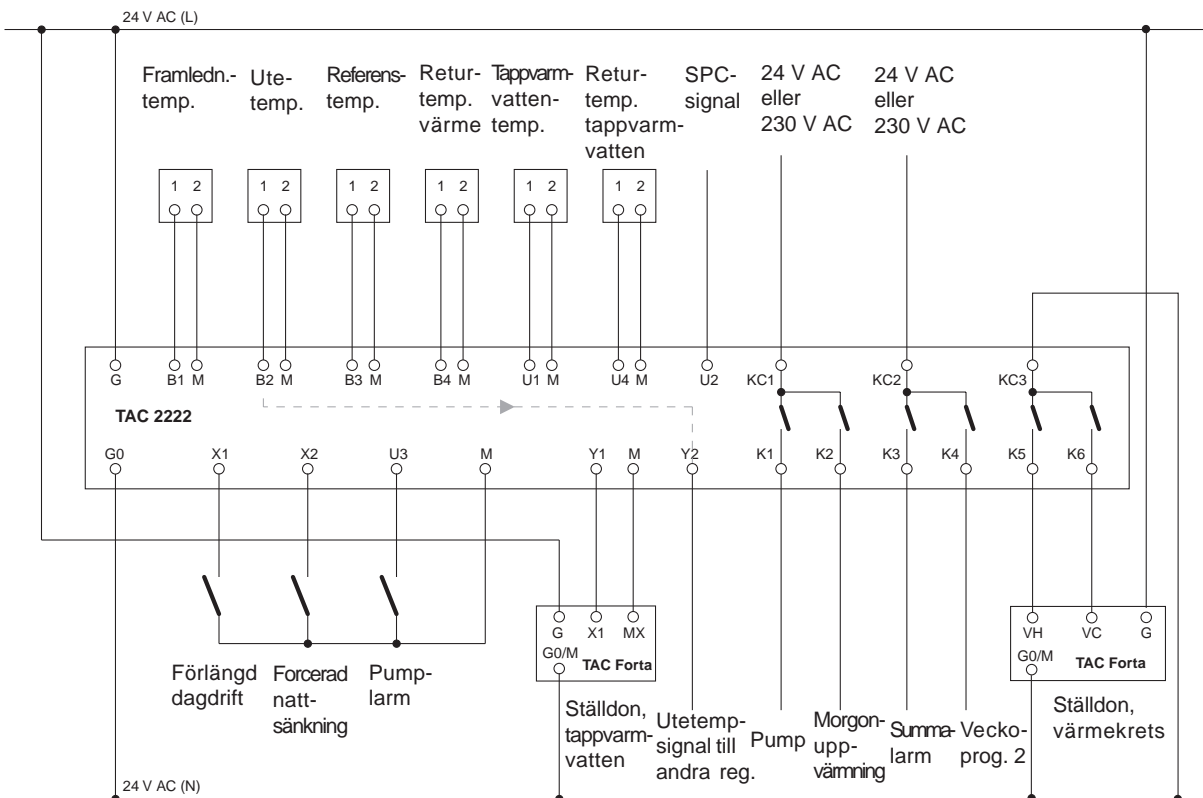 24 V AC (L)
Framledn.-
temp.
Ute-
temp.
Referens-
temp.
Retur-
temp.
värme
Tappvarm-
vatten-
temp.
Retur-
temp.
tappvarm-
vatten
SPC-
signal
24 V AC
eller
230 V AC
24 V AC
eller
230 V AC
1 2
1 2
1 2
1 2
1 2
1 2
G B1 M B2 M B3 M B4 M U1 M U4 M U2 KC1 KC2 KC3
TAC 2222
G0 X1 X2 U3 M Y1 M Y2 K1 K2 K3 K4 K5 K6
G X1 MX
G0/M
TAC Forta
VH VC G
G0/M
TAC Forta
Förlängd
dagdrift
Forcerad
natt-
sänkning
Pump-
larm
Ställdon,
tappvarm-
vatten
Utetemp-
signal till
andra reg.
Pump
Morgon-
upp-
värmning
Summa-
larm
Vecko-
prog. 2
Ställdon,
värmekrets
24 V AC (N)